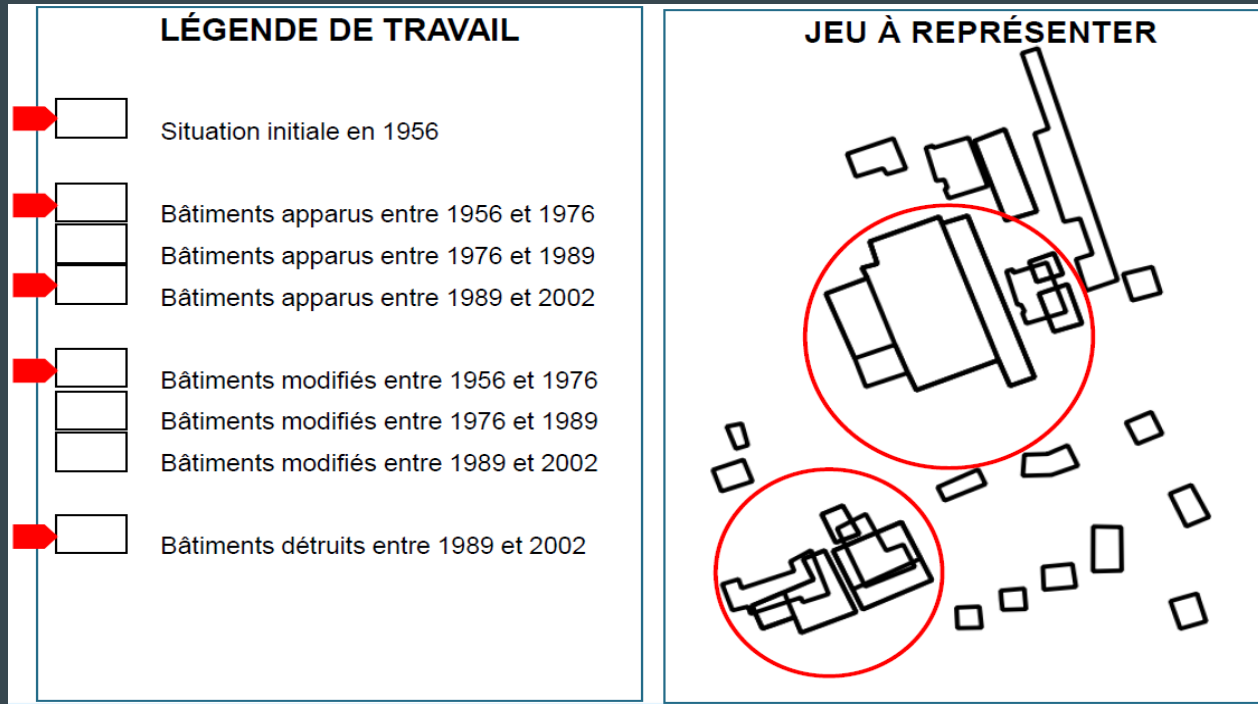 LÉGENDE DE TRAVAIL
Situation initiale en 1956
Bâtiments apparus entre 1956 et 1976
Bâtiments apparus entre 1976 et 1989
Bâtiments apparus entre 1989 et 2002
Bâtiments modifiés entre 1956 et 1976
Bâtiments modifiés entre 1976 et 1989
Bâtiments modifiés entre 1989 et 2002
Bâtiments détruits entre 1989 et 2002
JEU À REPRÉSENTER